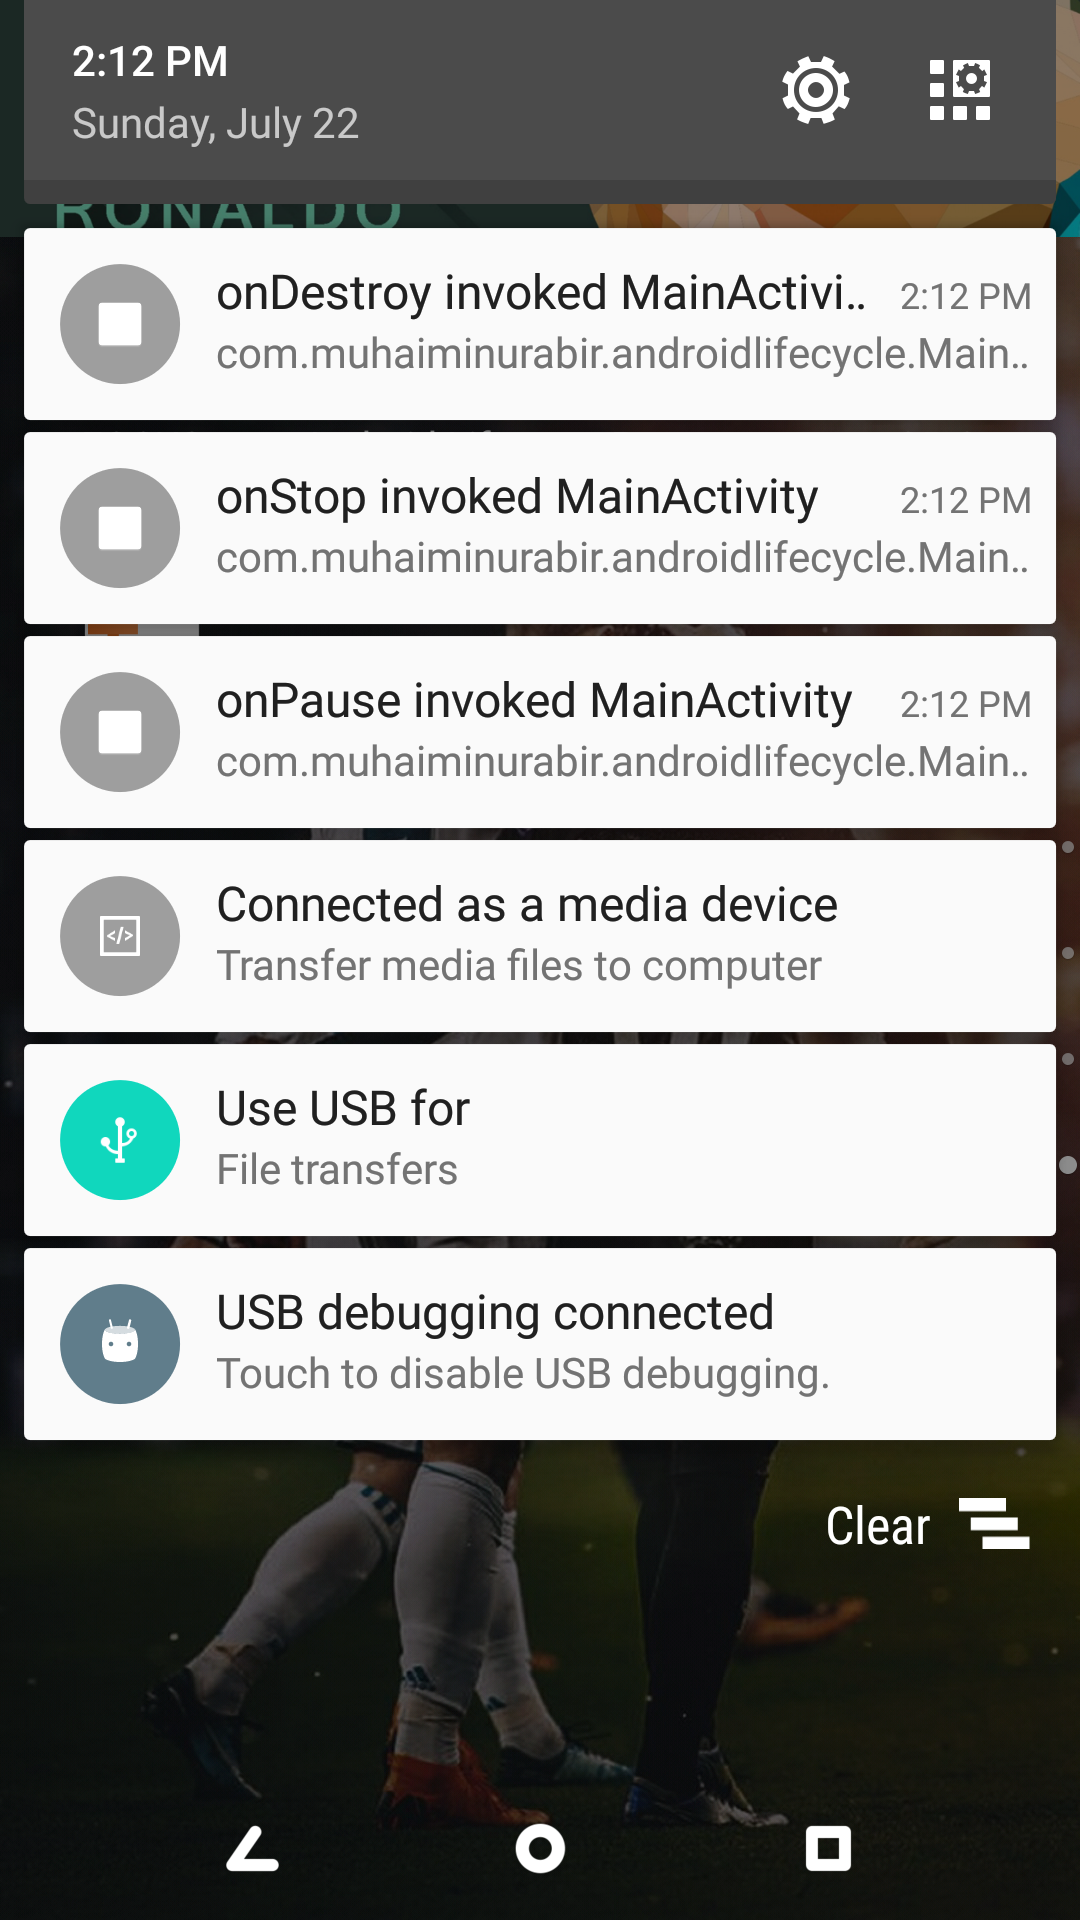 2:12 PM
Sunday, July 22
RONALDO
onDestroy invoked MainActivi.. 2:12 PM
com.muhaiminurabir.androidlifecycle.Main..
onStop invoked MainActivity 2:12 PM
com.muhaiminurabir.androidlifecycle.Main..
onPause invoked MainActivity 2:12 PM
com.muhaiminurabir.androidlifecycle.Main..
Connected as a media device
Transfer media files to computer
Use USB for
File transfers
USB debugging connected
Touch to disable USB debugging.
Clear